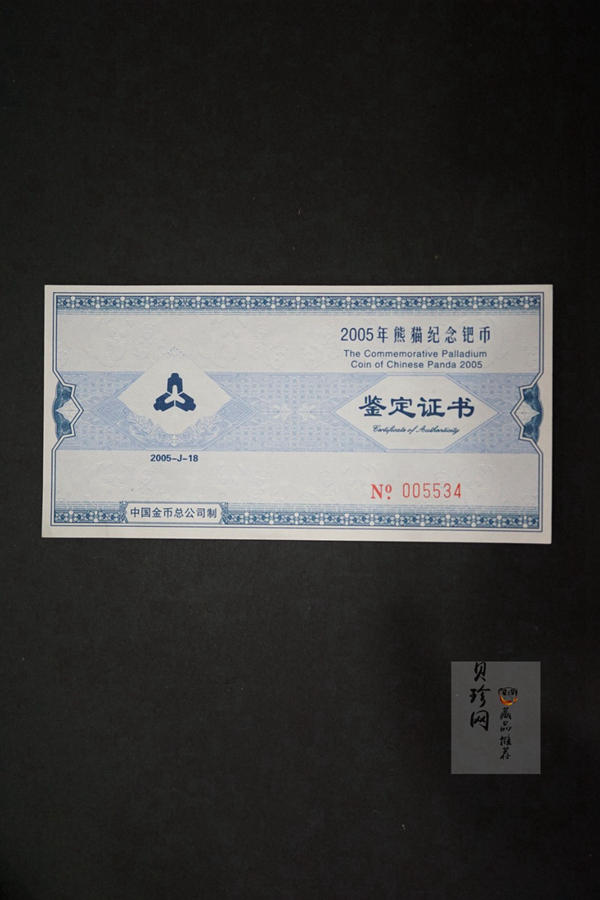 2005年熊猫纪念钯币
The Commemorative Palladium
Coin of Chinese Panda 2005
鉴定证书
Certificate of Authenticity
2005-J-18
Nº. 005534
中国金币总公司制
贝珍网
藏品推荐